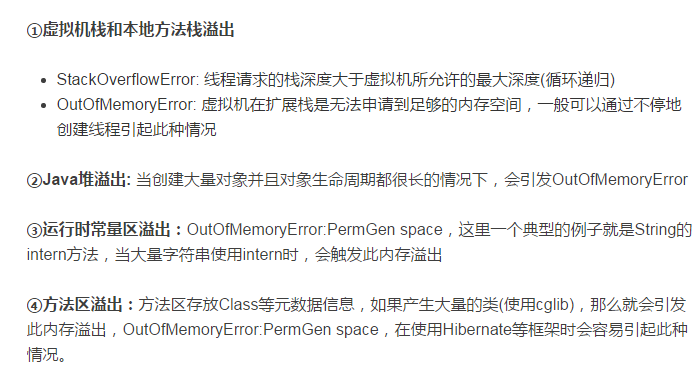 ①虚拟机栈和本地方法栈溢出
StackOverflowError: 线程请求的栈深度大于虚拟机所允许的最大深度(循环递归)
OutOfMemoryError: 虚拟机在扩展栈是无法申请到足够的内存空间，一般可以通过不停地
创建线程引起此种情况
②Java堆溢出: 当创建大量对象并且对象生命周期都很长的情况下，会引发OutOfMemoryError
③运行时常量区溢出：OutOfMemoryError:PermGen space，这里一个典型的例子就是String的
intern方法，当大量字符串使用intern时，会触发此内存溢出
④方法区溢出：方法区存放Class等元数据信息，如果产生大量的类(使用cglib)，那么就会引发
此内存溢出，OutOfMemoryError:PermGen space，在使用Hibernate等框架时会容易引起此种
情况。